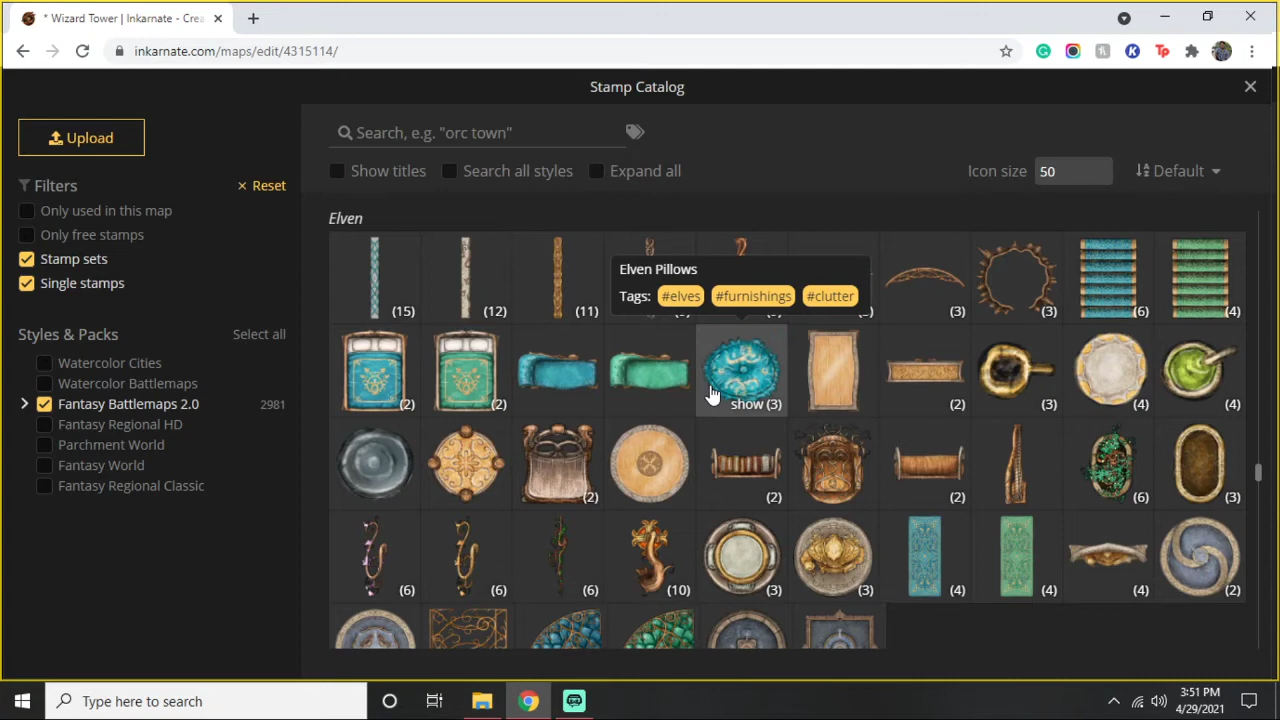 * Wizard Tower | Inkarnate - Crea
inkarnate.com/maps/edit/4315114/
Stamp Catalog
Upload
Search, e.g. "orc town"
Show titles
Search all styles
Expand all
Icon size
50
Default
Filters
Reset
Only used in this map
Only free stamps
Stamp sets
Single stamps
Styles & Packs
Select all
Watercolor Cities
Watercolor Battlemaps
Fantasy Battlemaps 2.0
2981
Fantasy Regional HD
Parchment World
Fantasy World
Fantasy Regional Classic
Elven
Elven Pillows
Tags: #elves #furnishings #clutter
(15) (12) (11) (3) (3) (6) (4)
(2) (2) show (3) (2) (3) (4) (4)
(2) (2) (2) (6) (3)
(6) (6) (6) (10) (3) (3) (4) (4) (4) (2)
Type here to search
3:51 PM
4/29/2021